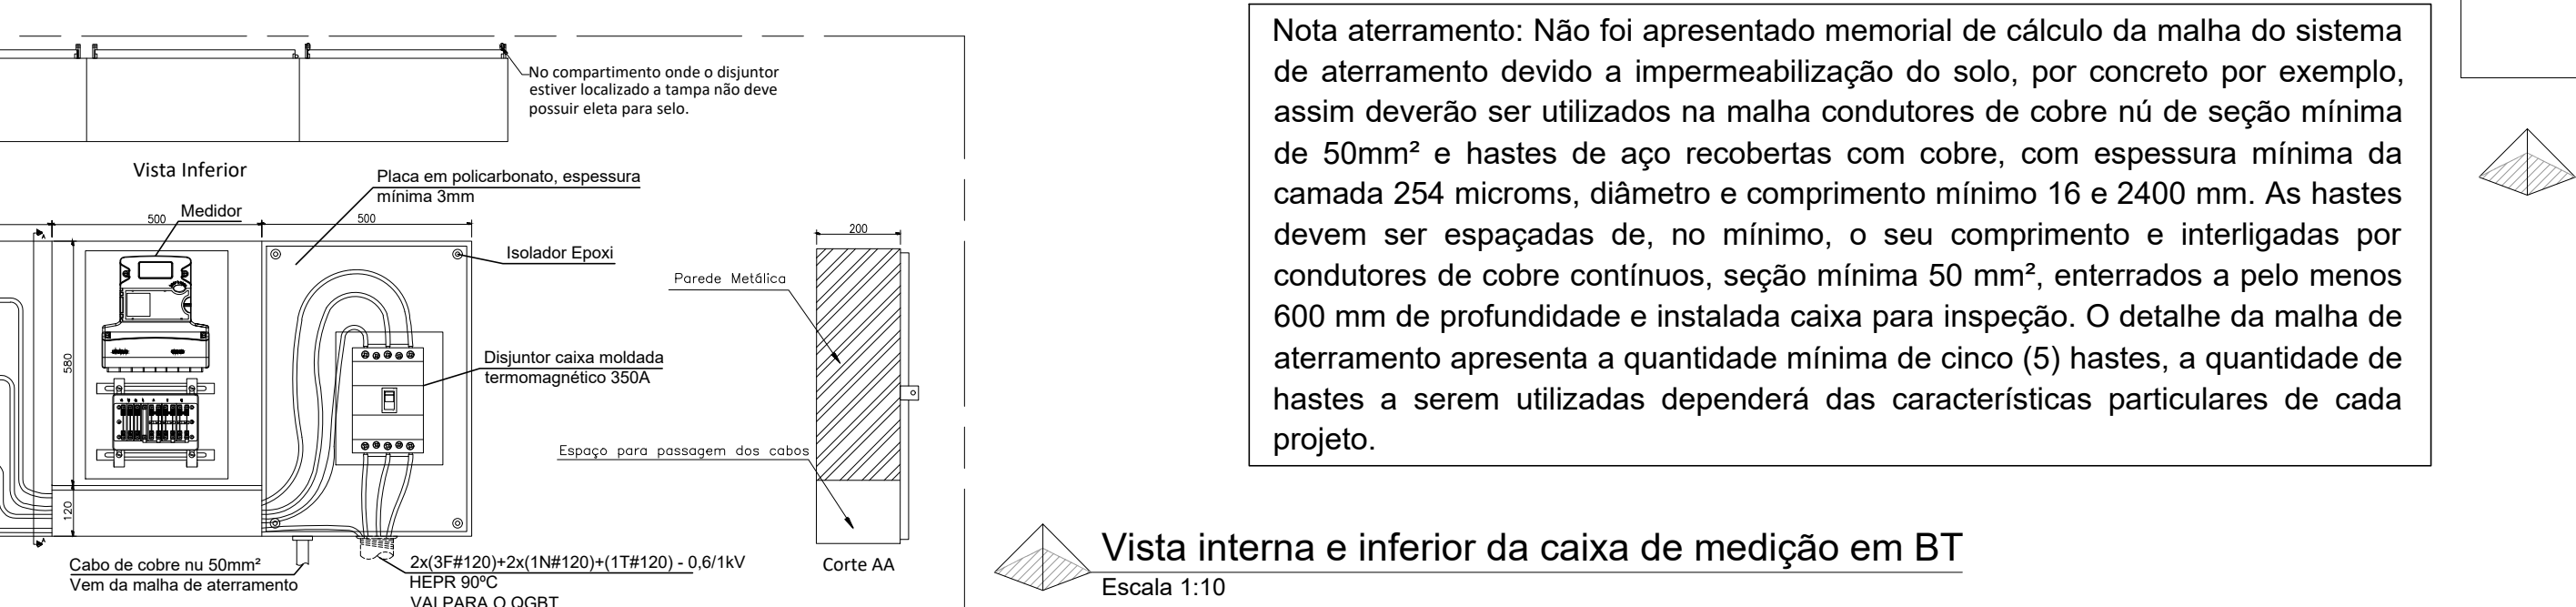 No compartimento onde o disjuntor
estiver localizado a tampa não deve
possuir eleta para selo.
Vista Inferior
Placa em policarbonato, espessura
mínima 3mm
500
Medidor
500
A
Isolador Epoxi
580
Disjuntor caixa moldada
termomagnético 350A
120
A
Cabo de cobre nu 50mm²
Vem da malha de aterramento
2x(3F#120)+2x(1N#120)+(1T#120) - 0,6/1kV
HEPR 90ºC
VAI PARA O QGBT
200
Parede Metálica
Espaço para passagem dos cabos
Corte AA
Nota aterramento: Não foi apresentado memorial de cálculo da malha do sistema
de aterramento devido a impermeabilização do solo, por concreto por exemplo,
assim deverão ser utilizados na malha condutores de cobre nú de seção mínima
de 50mm² e hastes de aço recobertas com cobre, com espessura mínima da
camada 254 microms, diâmetro e comprimento mínimo 16 e 2400 mm. As hastes
devem ser espaçadas de, no mínimo, o seu comprimento e interligadas por
condutores de cobre contínuos, seção mínima 50 mm², enterrados a pelo menos
600 mm de profundidade e instalada caixa para inspeção. O detalhe da malha de
aterramento apresenta a quantidade mínima de cinco (5) hastes, a quantidade de
hastes a serem utilizadas dependerá das características particulares de cada
projeto.
Vista interna e inferior da caixa de medição em BT
Escala 1:10